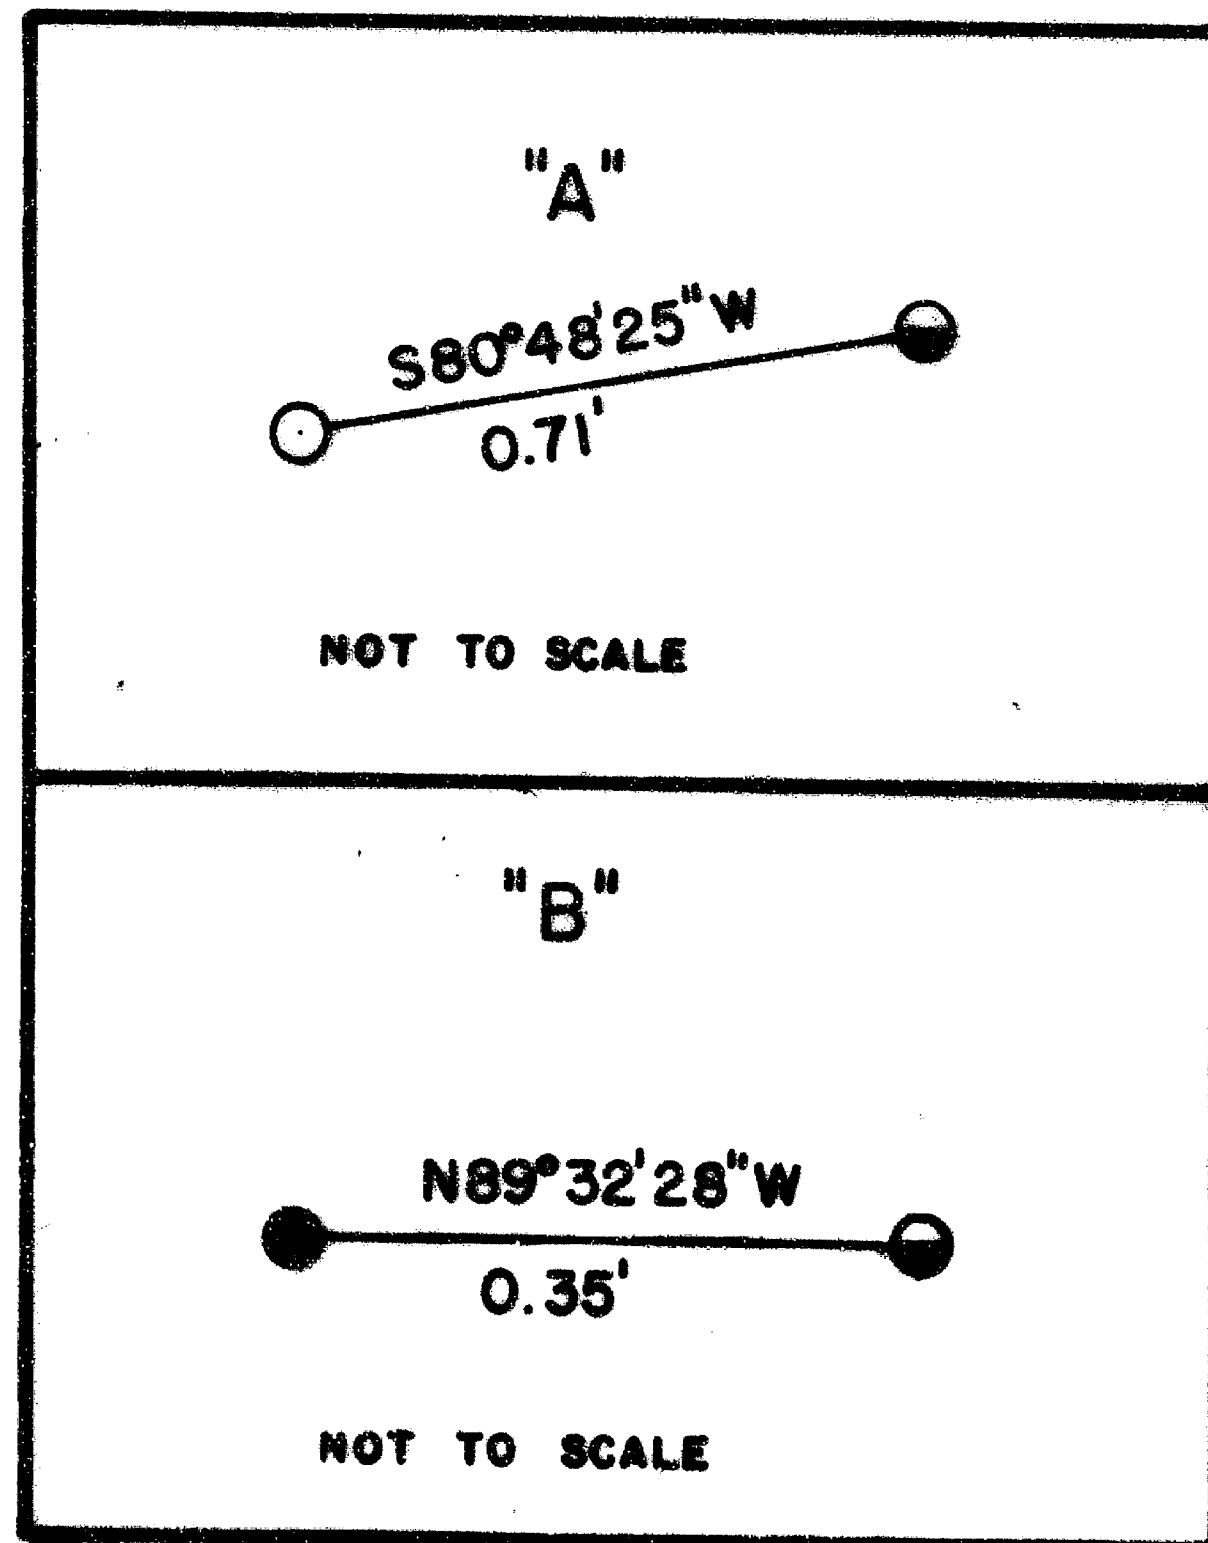 "A"
S80°48'25"W
0.71'
NOT TO SCALE
"B"
N89°32'28"W
0.35'
NOT TO SCALE